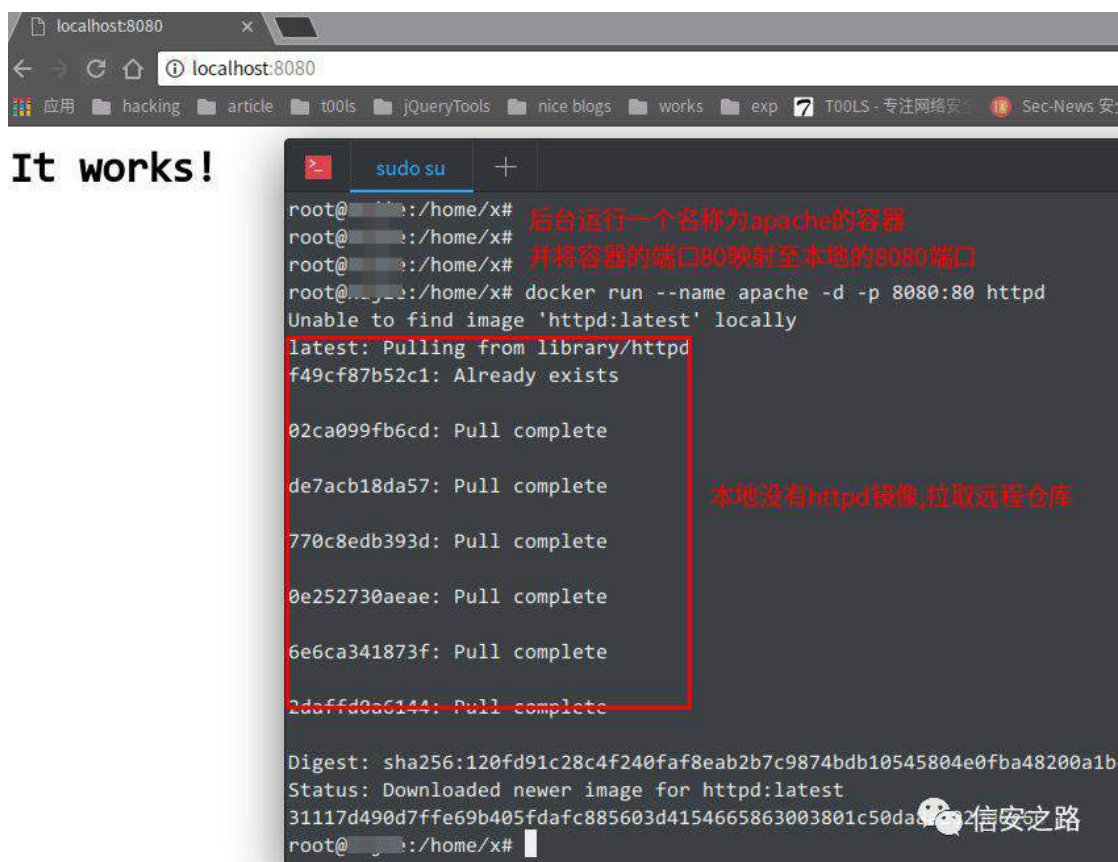 localhost:8080
localhost:8080
应用 hacking article t00ls jQueryTools nice blogs works exp T00LS - 专注网络安 Sec-News 安
It works!
sudo su
root@ :/home/x#
后台运行一个名称为apache的容器
root@ :/home/x#
root@ :/home/x#
并将容器的端口80映射至本地的8080端口
root@ :/home/x# docker run --name apache -d -p 8080:80 httpd
Unable to find image 'httpd:latest' locally
latest: Pulling from library/httpd
f49cf87b52c1: Already exists
02ca099fb6cd: Pull complete
de7acb18da57: Pull complete
本地没有httpd镜像,拉取远程仓库
770c8edb393d: Pull complete
0e252730aeae: Pull complete
6e6ca341873f: Pull complete
2daffd0a6144: Pull complete
Digest: sha256:120fd91c28c4f240faf8eab2b7c9874bdb10545804e0fba48200a1b
Status: Downloaded newer image for httpd:latest
31117d490d7ffe69b405fdafc885603d4154665863003801c50da
信安之路
root@ :/home/x#